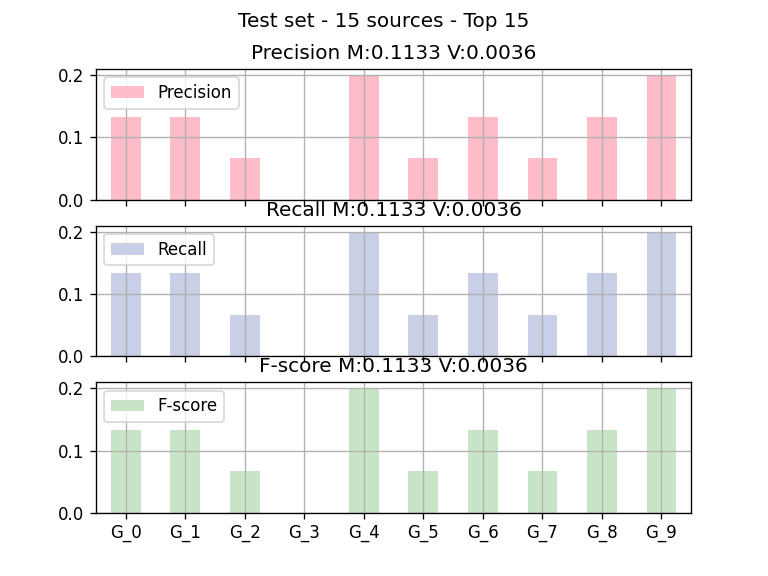 Test set - 15 sources - Top 15
Precision M:0.1133 V:0.0036
0.2
0.1
0.0
Precision
Recall M:0.1133 V:0.0036
0.2
0.1
0.0
Recall
F-score M:0.1133 V:0.0036
0.2
0.1
0.0
F-score
G_0 G_1 G_2 G_3 G_4 G_5 G_6 G_7 G_8 G_9